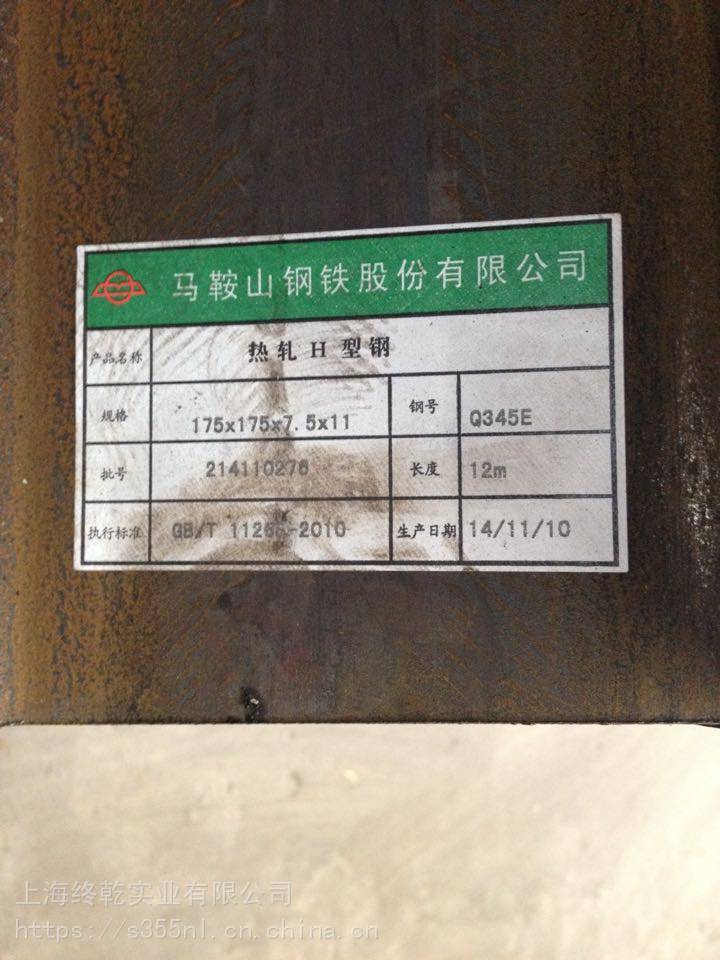 马鞍山钢铁股份有限公司
产品名称 热轧H型钢
规格 175x175x7.5x11 钢号 Q345E
批号 214110276 长度 12m
执行标准 GB/T 1126 -2010 生产日期 14/11/10
上海终乾实业有限公司
https://s355nl.cn.china.cn